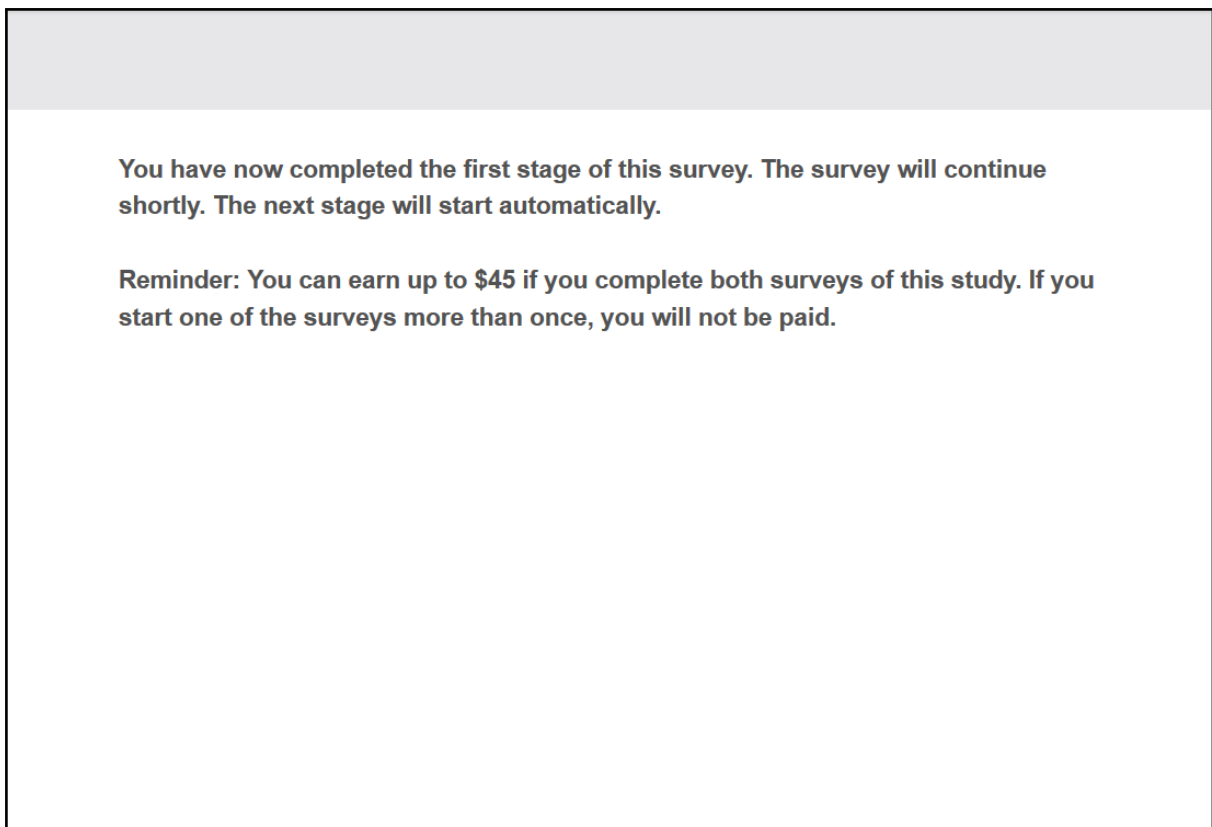 You have now completed the first stage of this survey. The survey will continue
shortly. The next stage will start automatically.
Reminder: You can earn up to $45 if you complete both surveys of this study. If you
start one of the surveys more than once, you will not be paid.